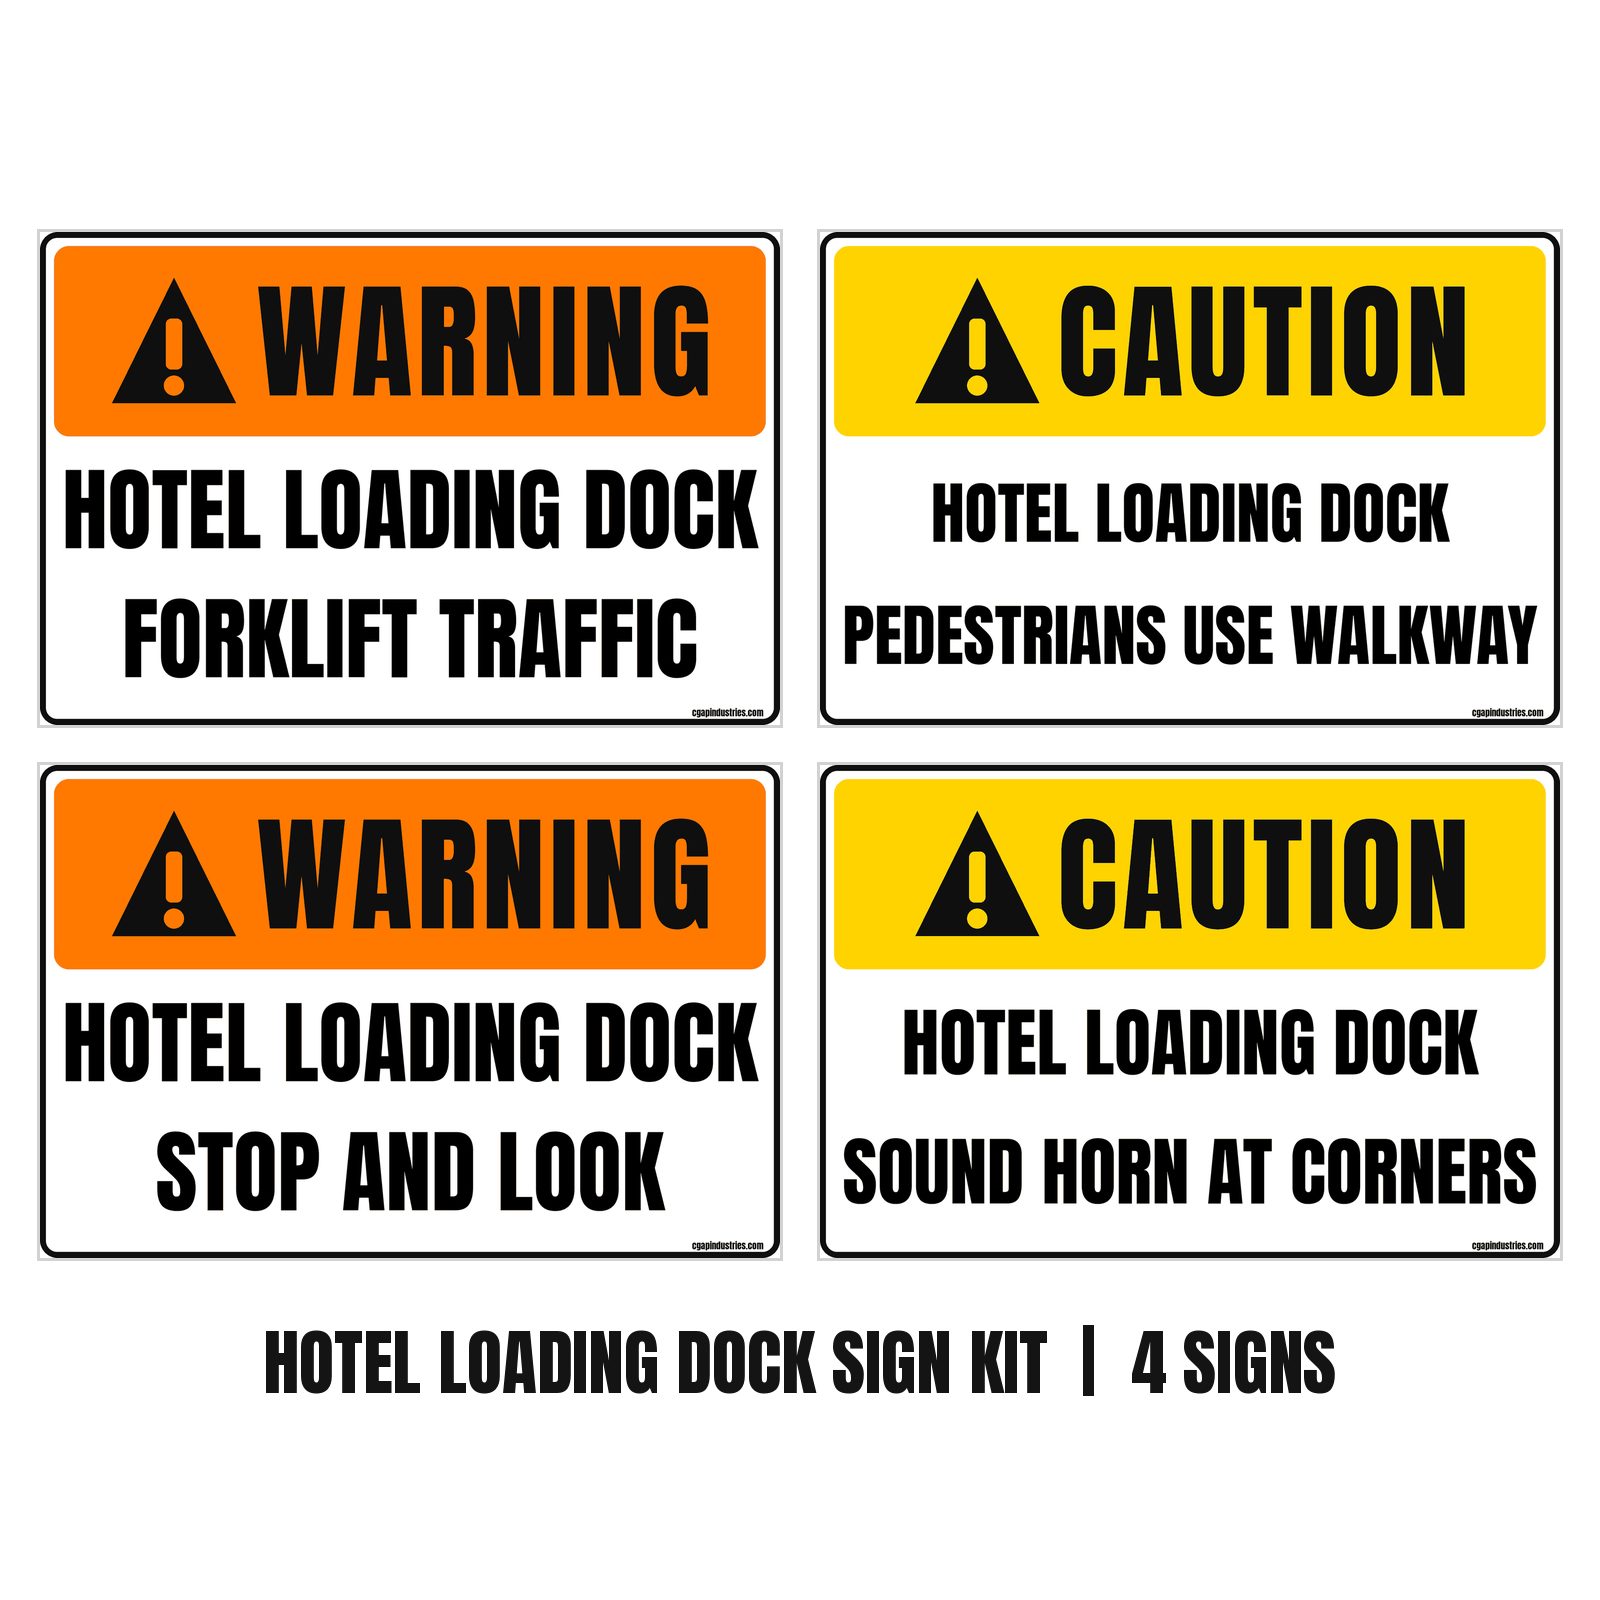 WARNING
HOTEL LOADING DOCK
FORKLIFT TRAFFIC
cgapindustries.com
CAUTION
HOTEL LOADING DOCK
PEDESTRIANS USE WALKWAY
cgapindustries.com
WARNING
HOTEL LOADING DOCK
STOP AND LOOK
cgapindustries.com
CAUTION
HOTEL LOADING DOCK
SOUND HORN AT CORNERS
cgapindustries.com
HOTEL LOADING DOCK SIGN KIT | 4 SIGNS